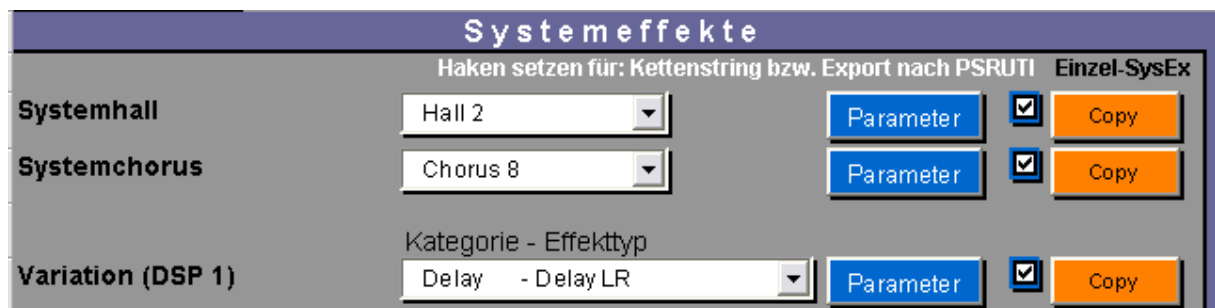 Systemeffekte
Haken setzen für: Kettenstring bzw. Export nach PSRUTI Einzel-SysEx
Systemhall Hall 2 Parameter Copy
Systemchorus Chorus 8 Parameter Copy
Kategorie - Effekttyp
Variation (DSP 1) Delay - Delay LR Parameter Copy